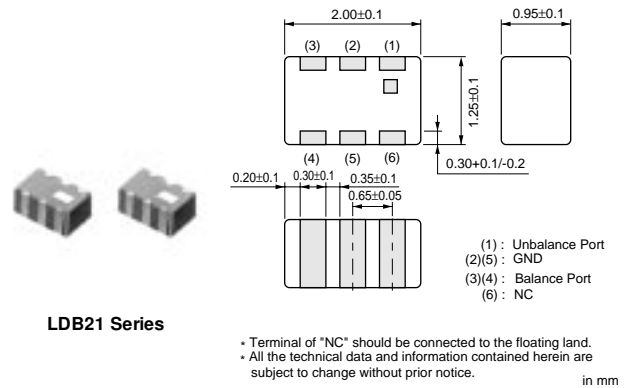 2.00±0.1
0.95±0.1
(3) (2) (1)
1.25±0.1
(4) (5) (6)
0.30+0.1/-0.2
0.20±0.1 0.30±0.1 0.35±0.1
0.65±0.05
(1) : Unbalance Port
(2)(5) : GND
(3)(4) : Balance Port
(6) : NC
LDB21 Series
* Terminal of "NC" should be connected to the floating land.
* All the technical data and information contained herein are
subject to change without prior notice.
in mm